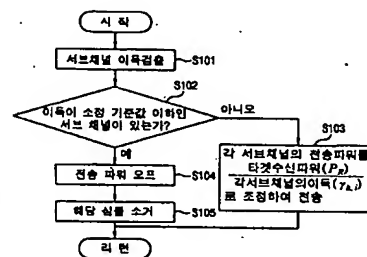 시 작
서브채널 이득검출
S101
S102
이득이 소정 기준값 이하인
서브 채널이 있는가?
아니오
예
S103
각 서브채널의 전송파워를
타겟수신파워(P_R)
각서브채널의이득(γ_k,i)
로 조정하여 전송
전송 파워 오프
S104
해당 심볼 소거
S105
리 턴